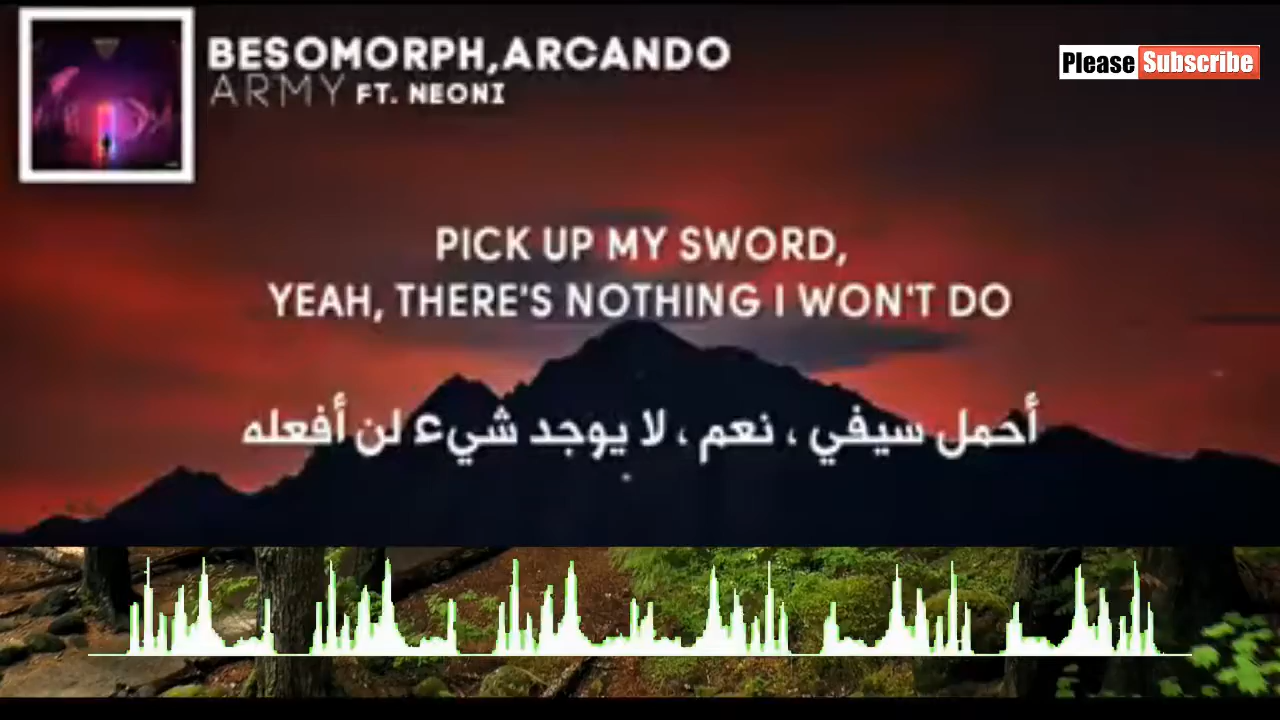 BESOMORPH,ARCANDO
ARMY FT. NEONI
Please Subscribe
PICK UP MY SWORD,
YEAH, THERE'S NOTHING I WON'T DO
أحمل سيفي ، نعم ، لا يوجد شيء لن أفعله